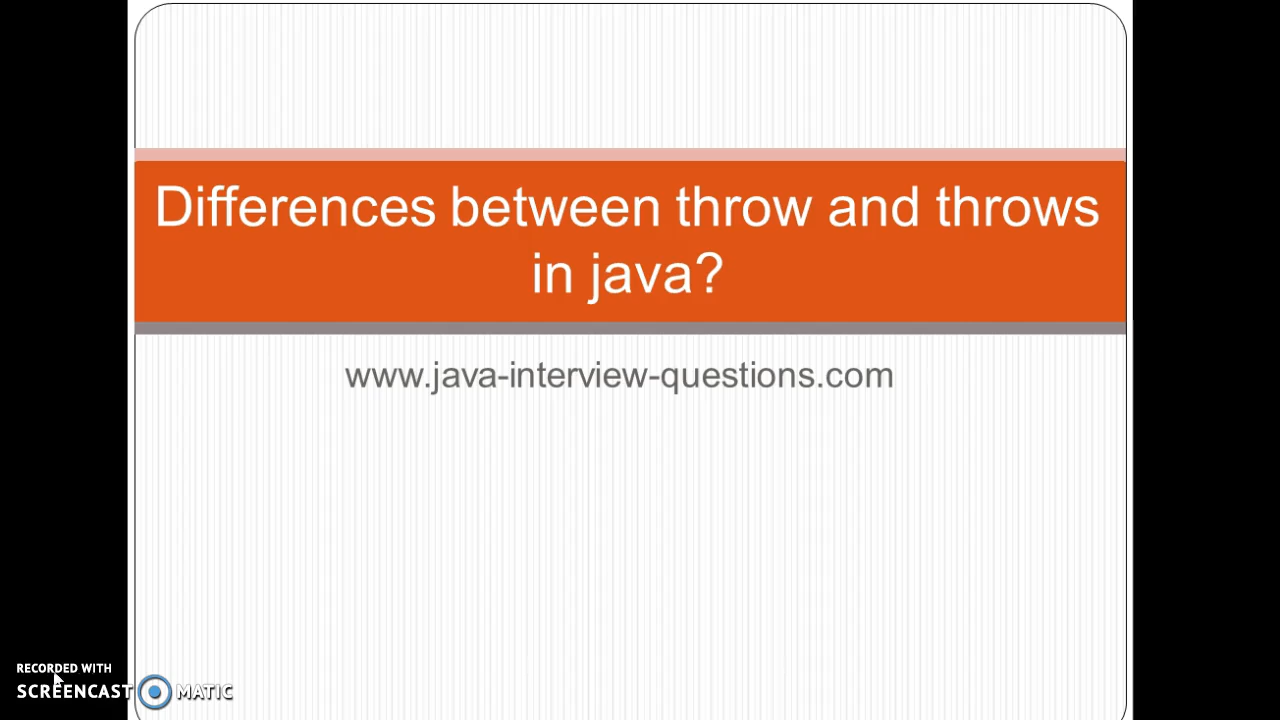 Differences between throw and throws
in java?
www.java-interview-questions.com
RECORDED WITH
SCREENCAST MATIC